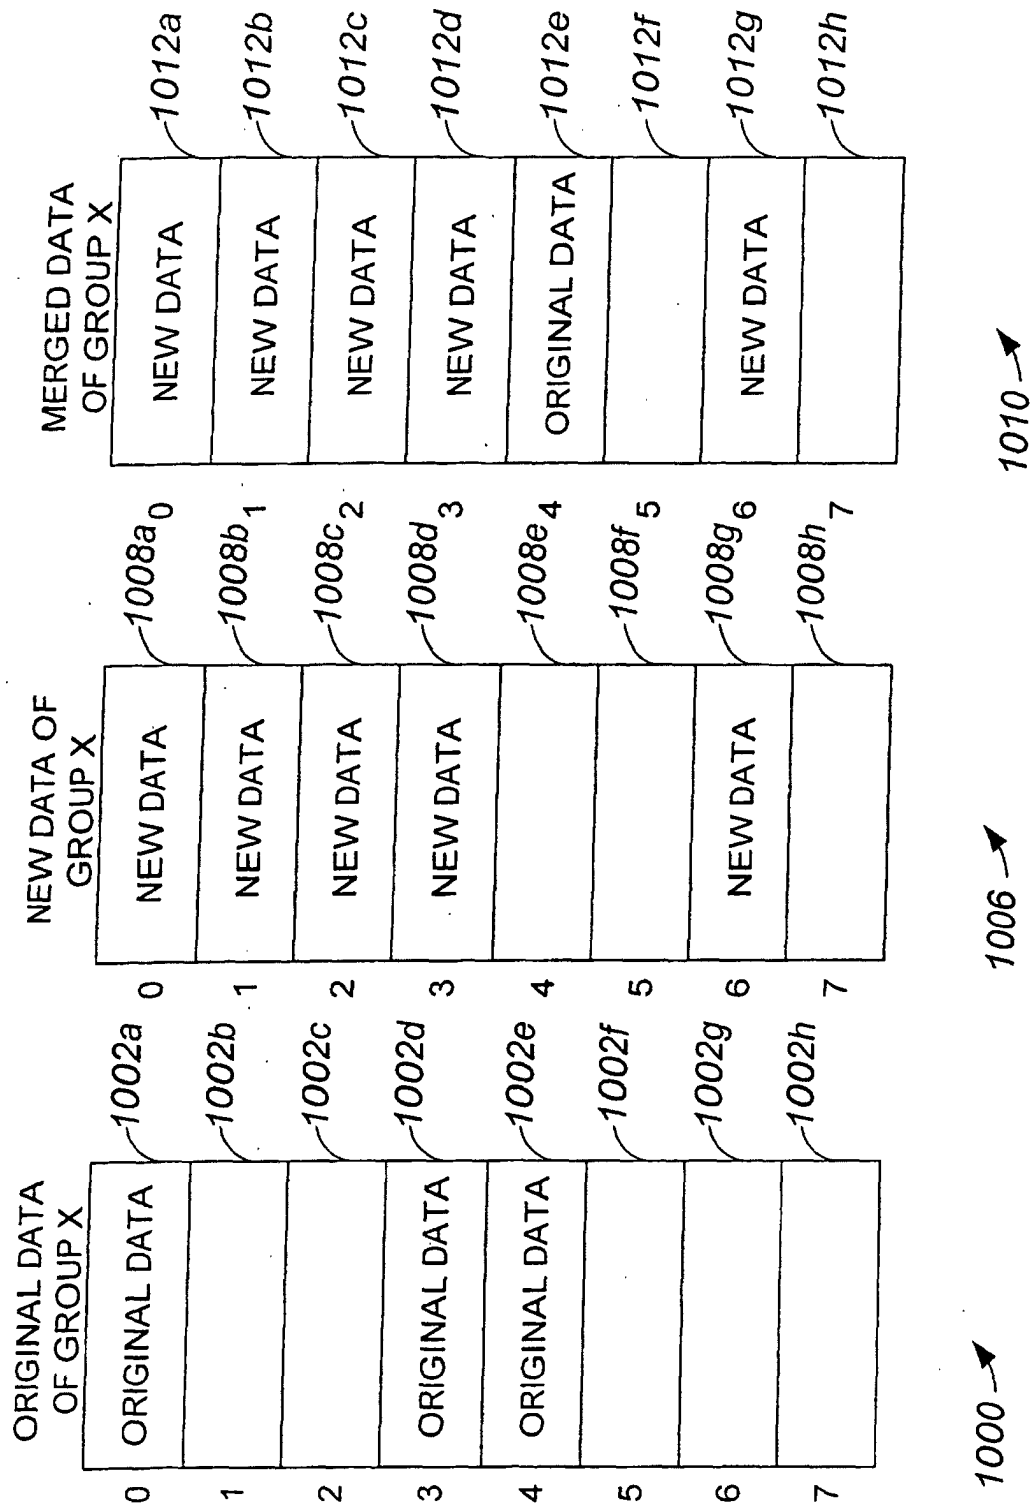 ORIGINAL DATA
OF GROUP X
0
ORIGINAL DATA
1002a
1
1002b
2
1002c
3
ORIGINAL DATA
1002d
4
ORIGINAL DATA
1002e
5
1002f
6
1002g
7
1002h
1000
NEW DATA OF
GROUP X
0
NEW DATA
1008a
1
NEW DATA
1008b
2
NEW DATA
1008c
3
NEW DATA
1008d
4
1008e
5
1008f
6
NEW DATA
1008g
7
1008h
1006
MERGED DATA
OF GROUP X
0
NEW DATA
1012a
1
NEW DATA
1012b
2
NEW DATA
1012c
3
NEW DATA
1012d
4
ORIGINAL DATA
1012e
5
1012f
6
NEW DATA
1012g
7
1012h
1010